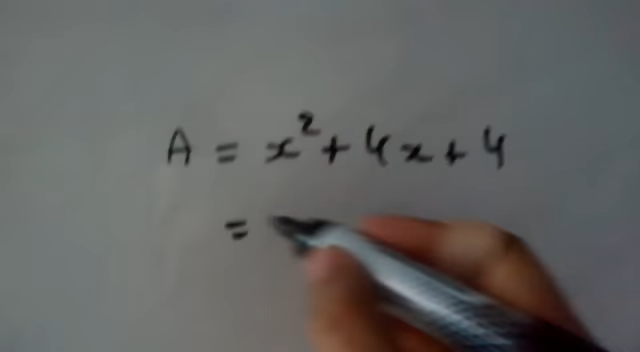 A = x² + 4x + 4
=